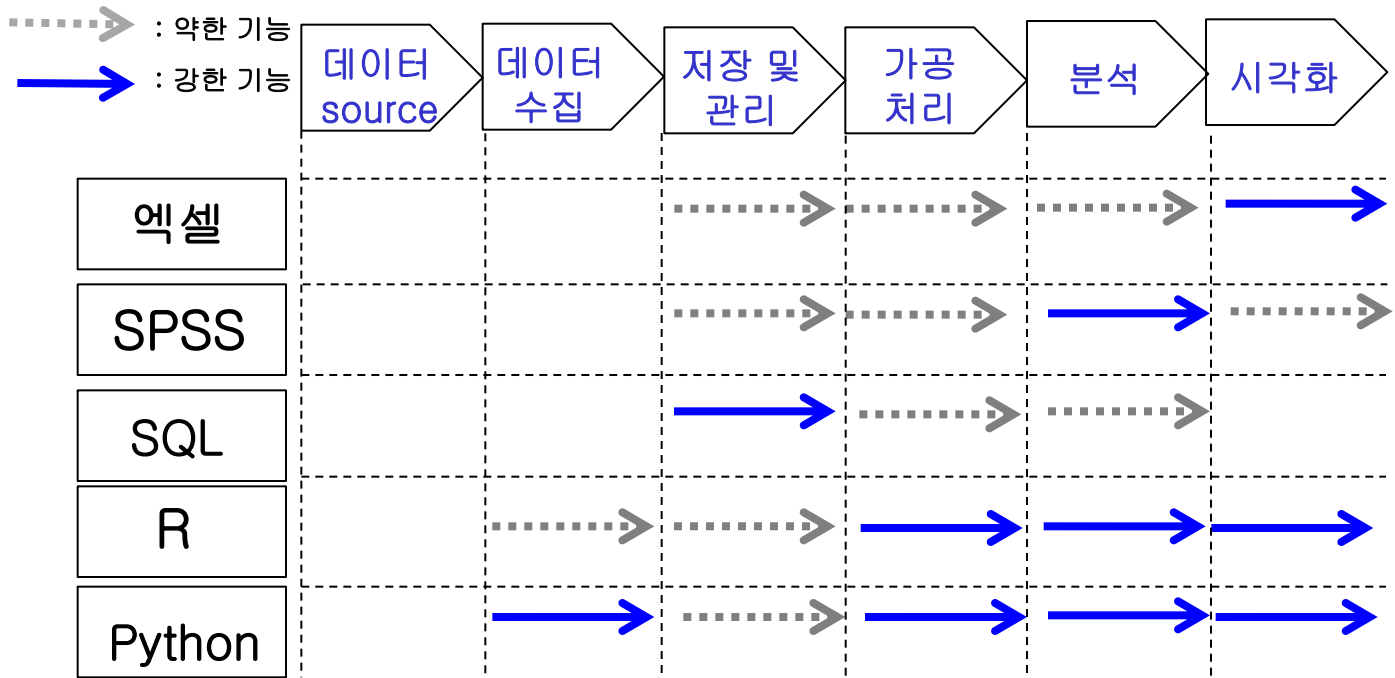 : 약한 기능
: 강한 기능
데이터
source
데이터
수집
저장 및
관리
가공
처리
분석
시각화
엑셀
SPSS
SQL
R
Python